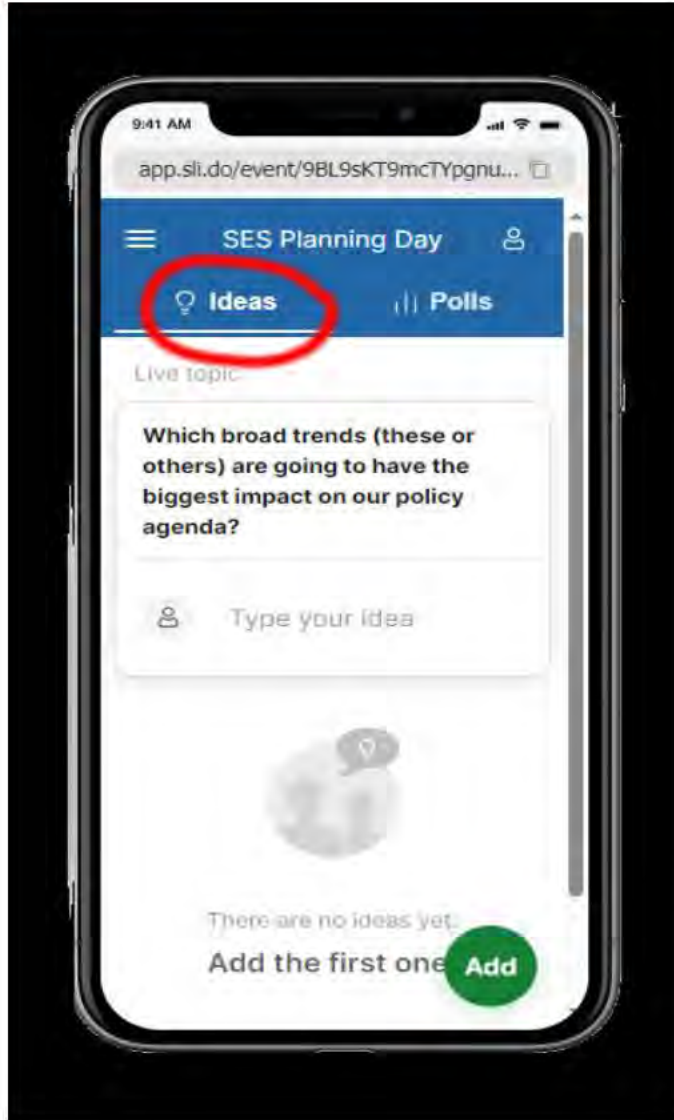 9:41 AM
app.sli.do/event/9BL9sKT9mcTYpgnu...
SES Planning Day
Ideas
Polls
Live topic
Which broad trends (these or
others) are going to have the
biggest impact on our policy
agenda?
Type your idea
There are no ideas yet.
Add the first one
Add